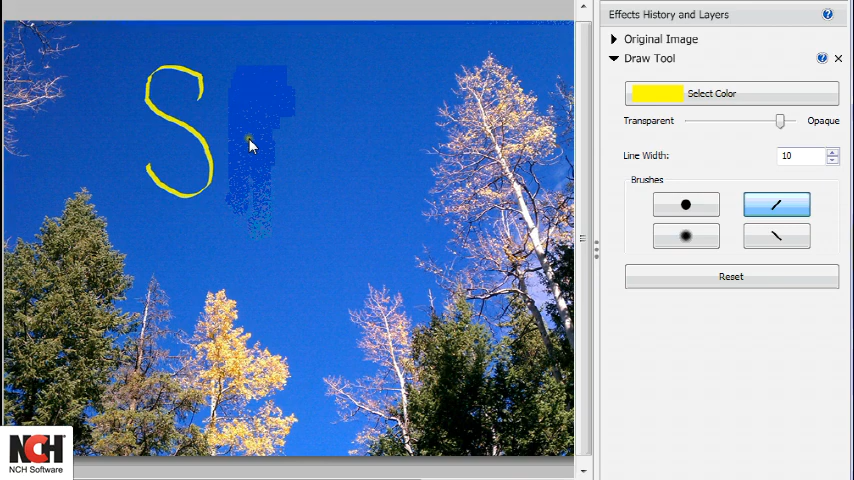 Effects History and Layers
Original Image
Draw Tool
Select Color
Transparent
Opaque
Line Width:
10
Brushes
Reset
S
NCH
NCH Software